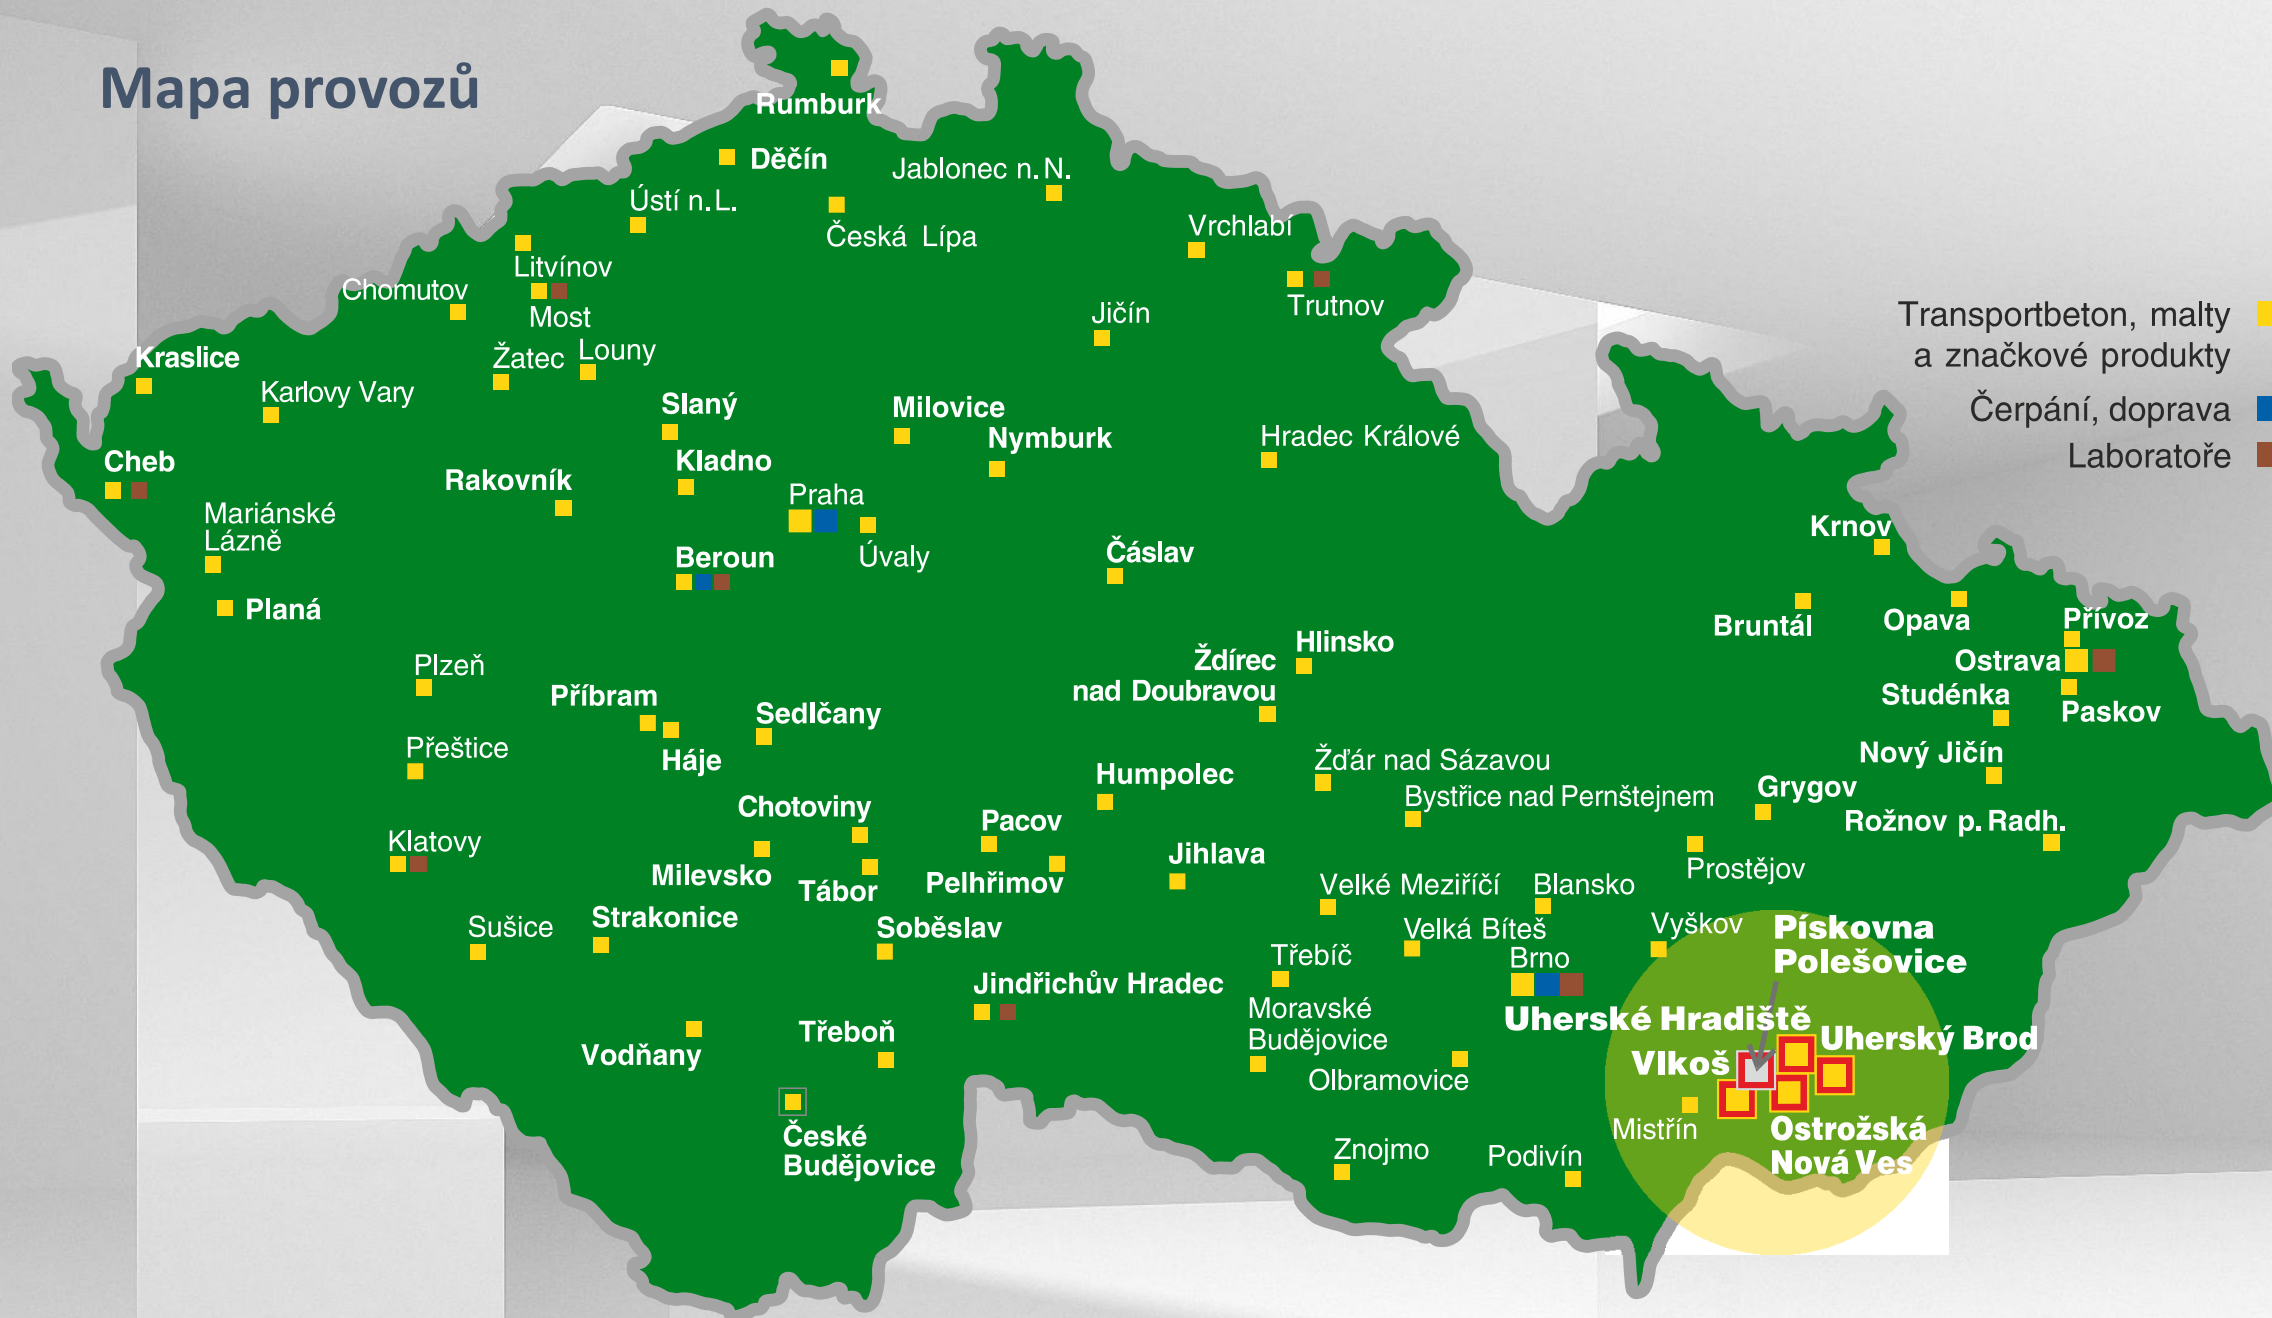 Mapa provozů
Rumburk
Děčín
Jablonec n. N.
Ústí n. L.
Česká Lípa
Vrchlabí
Litvínov
Chomutov
Most
Trutnov
Jičín
Transportbeton, malty
a značkové produkty
Čerpání, doprava
Laboratoře
Kraslice
Žatec
Louny
Karlovy Vary
Slaný
Milovice
Nymburk
Hradec Králové
Cheb
Kladno
Rakovník
Praha
Mariánské
Lázně
Krnov
Beroun
Úvaly
Čáslav
Planá
Bruntál
Opava
Přívoz
Hlinsko
Ždírec
nad Doubravou
Ostrava
Plzeň
Příbram
Studénka
Sedlčany
Paskov
Přeštice
Háje
Nový Jičín
Žďár nad Sázavou
Humpolec
Grygov
Bystřice nad Pernštejnem
Chotoviny
Pacov
Rožnov p. Radh.
Klatovy
Jihlava
Prostějov
Milevsko
Tábor
Pelhřimov
Velké Meziříčí
Blansko
Strakonice
Sušice
Soběslav
Vyškov
Velká Bíteš
Pískovna
Polešovice
Třebíč
Brno
Jindřichův Hradec
Moravské
Budějovice
Uherské Hradiště
Třeboň
Vodňany
Uherský Brod
Vlkoš
Olbramovice
Mistřín
České
Budějovice
Ostrožská
Nová Ves
Znojmo
Podivín